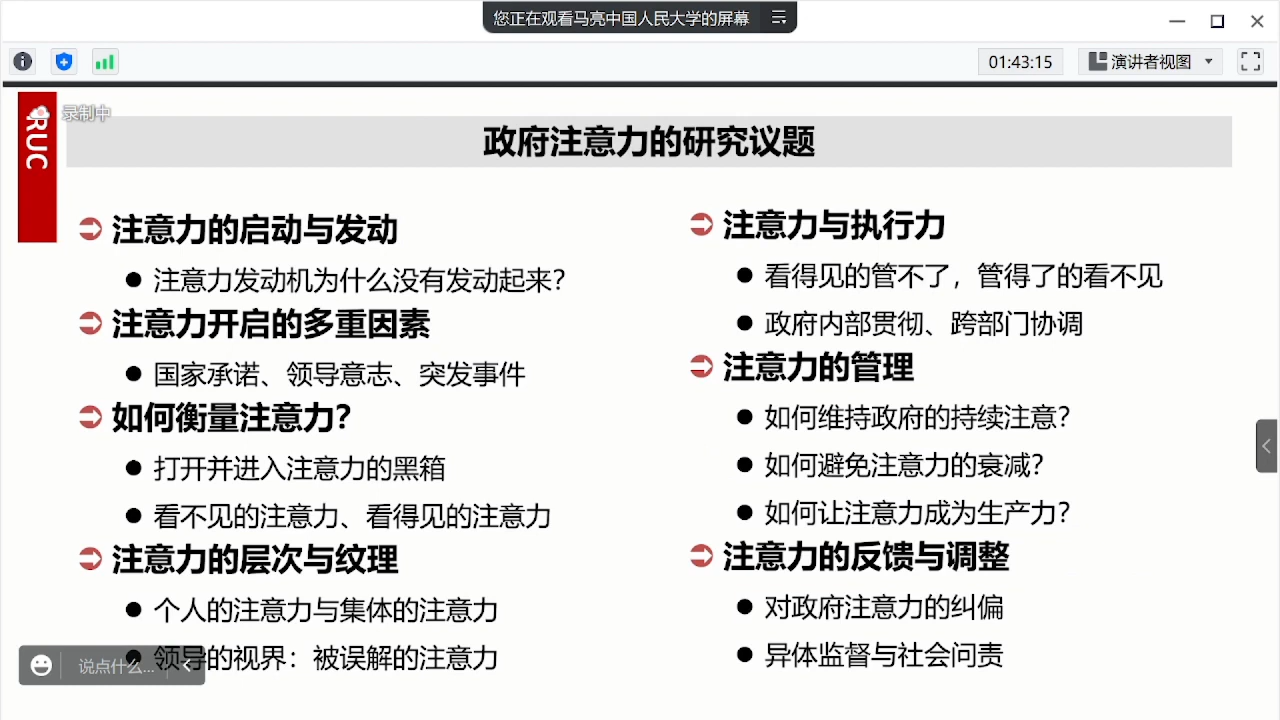 您正在观看马亮中国人民大学的屏幕
01:43:15
演讲者视图
RUC
录制中
政府注意力的研究议题
注意力的启动与发动
注意力发动机为什么没有发动起来？
注意力开启的多重因素
国家承诺、领导意志、突发事件
如何衡量注意力？
打开并进入注意力的黑箱
看不见的注意力、看得见的注意力
注意力的层次与纹理
个人的注意力与集体的注意力
领导的视界：被误解的注意力
说点什么...
注意力与执行力
看得见的管不了，管得了的看不见
政府内部贯彻、跨部门协调
注意力的管理
如何维持政府的持续注意？
如何避免注意力的衰减？
如何让注意力成为生产力？
注意力的反馈与调整
对政府注意力的纠偏
异体监督与社会问责